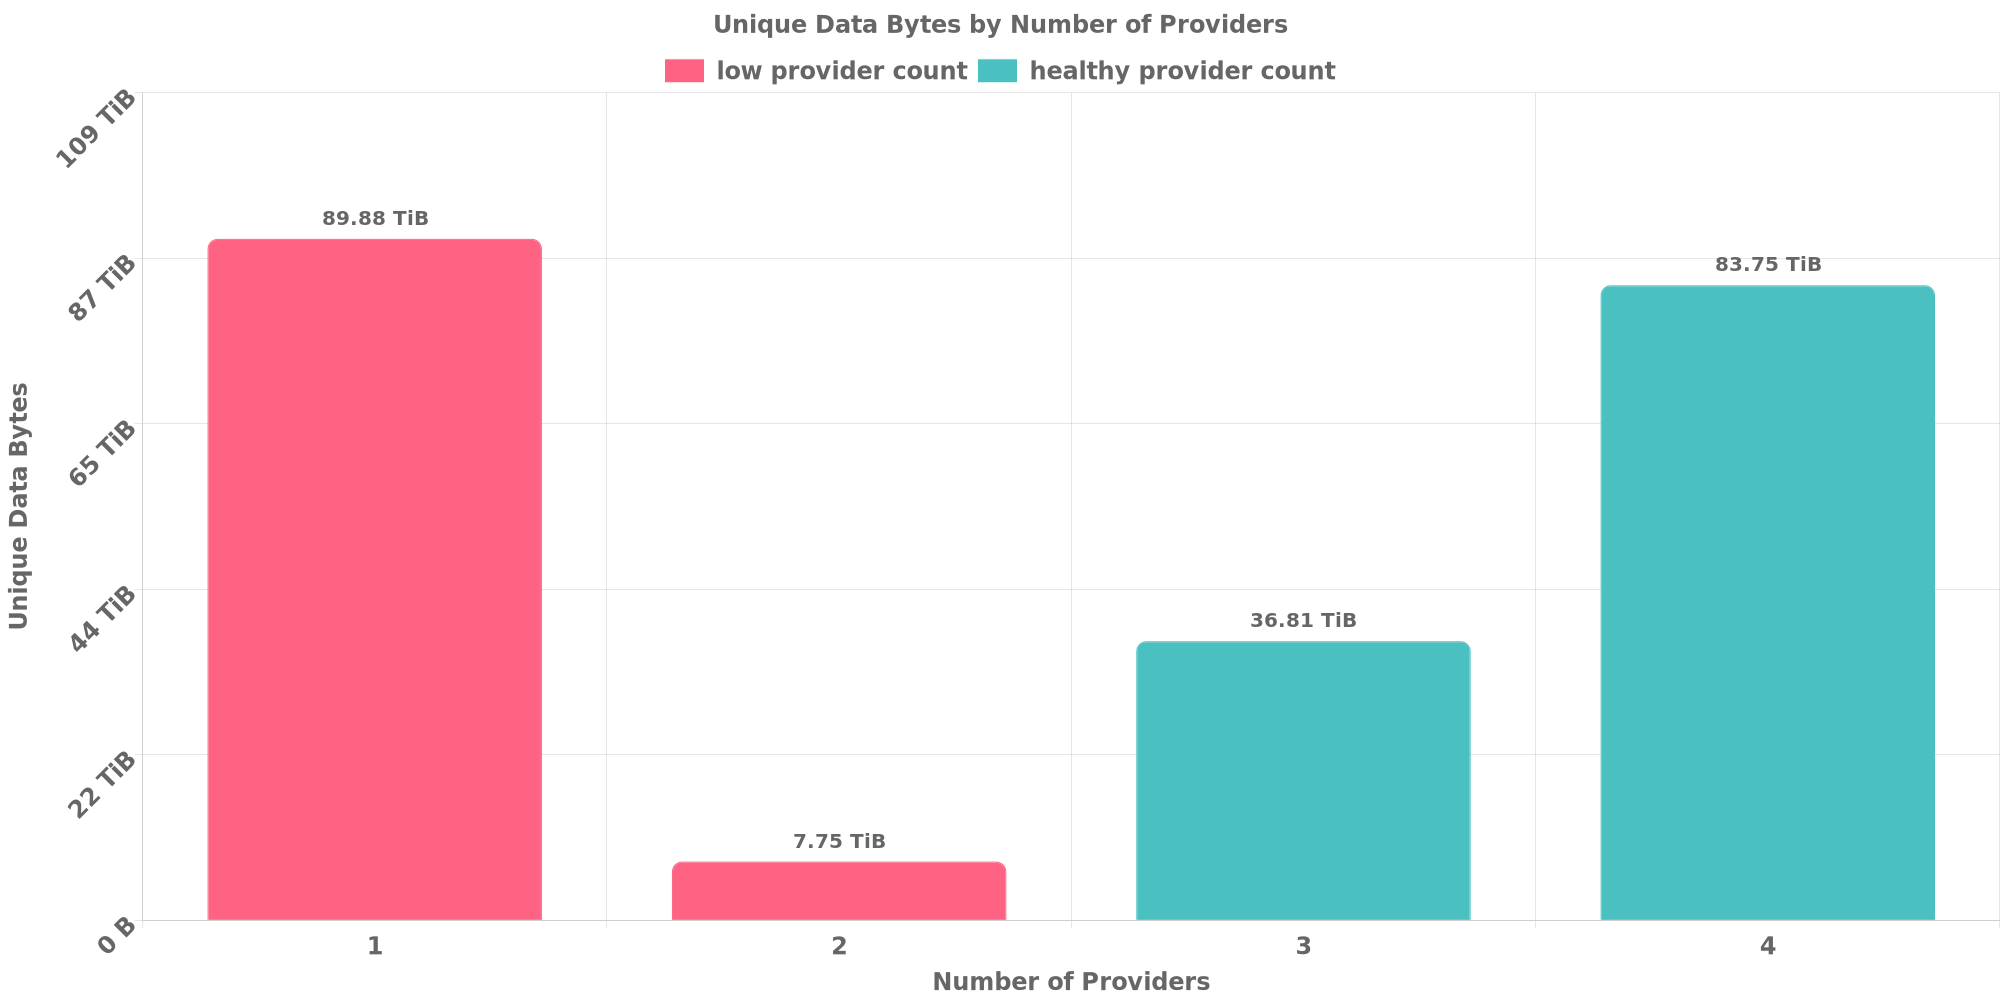 Unique Data Bytes by Number of Providers
low provider count healthy provider count
109 TiB
87 TiB
65 TiB
44 TiB
22 TiB
0 B
Unique Data Bytes
89.88 TiB
7.75 TiB
36.81 TiB
83.75 TiB
1 2 3 4
Number of Providers